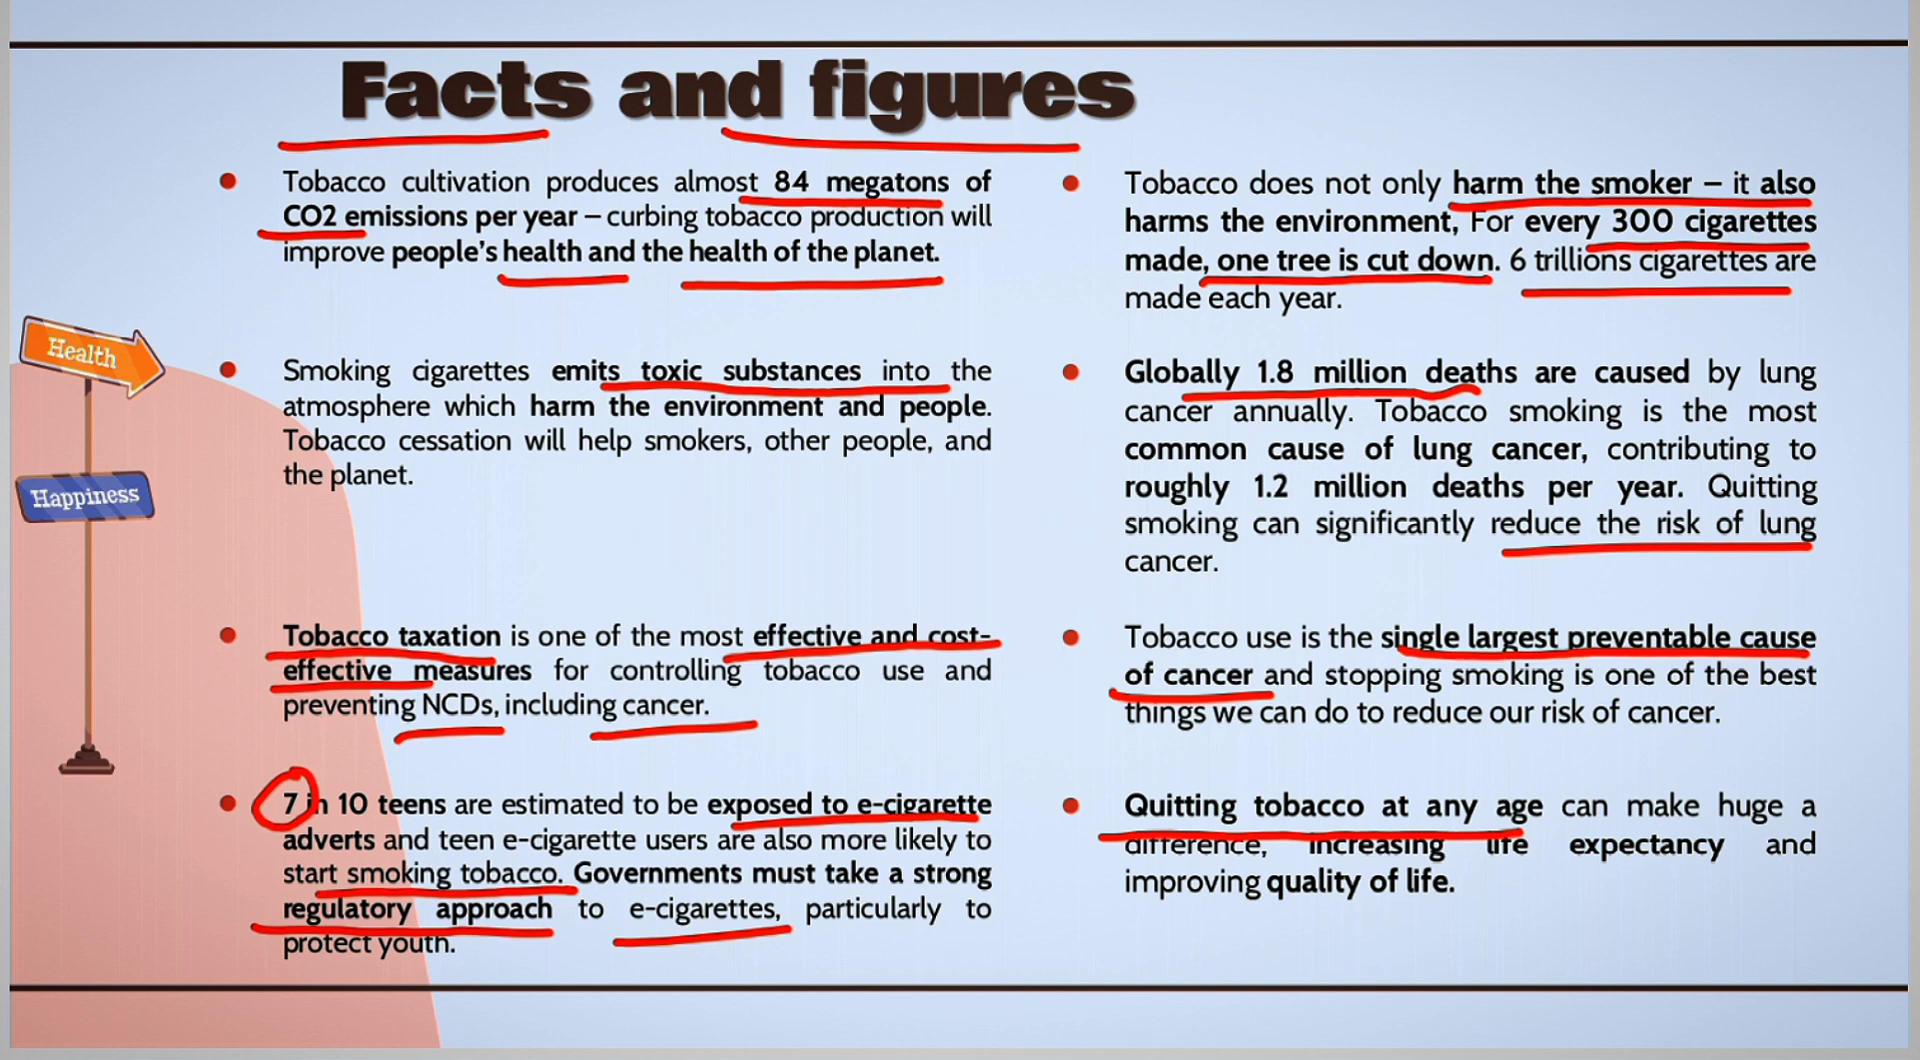 Facts and figures
Tobacco cultivation produces almost 84 megatons of
CO2 emissions per year – curbing tobacco production will
improve people's health and the health of the planet.
Smoking cigarettes emits toxic substances into the
atmosphere which harm the environment and people.
Tobacco cessation will help smokers, other people, and
the planet.
Tobacco taxation is one of the most effective and cost-
effective measures for controlling tobacco use and
preventing NCDs, including cancer.
7 in 10 teens are estimated to be exposed to e-cigarette
adverts and teen e-cigarette users are also more likely to
start smoking tobacco. Governments must take a strong
regulatory approach to e-cigarettes, particularly to
protect youth.
Tobacco does not only harm the smoker – it also
harms the environment, For every 300 cigarettes
made, one tree is cut down. 6 trillions cigarettes are
made each year.
Globally 1.8 million deaths are caused by lung
cancer annually. Tobacco smoking is the most
common cause of lung cancer, contributing to
roughly 1.2 million deaths per year. Quitting
smoking can significantly reduce the risk of lung
cancer.
Tobacco use is the single largest preventable cause
of cancer and stopping smoking is one of the best
things we can do to reduce our risk of cancer.
Quitting tobacco at any age can make huge a
difference, increasing life expectancy and
improving quality of life.
Health
Happiness